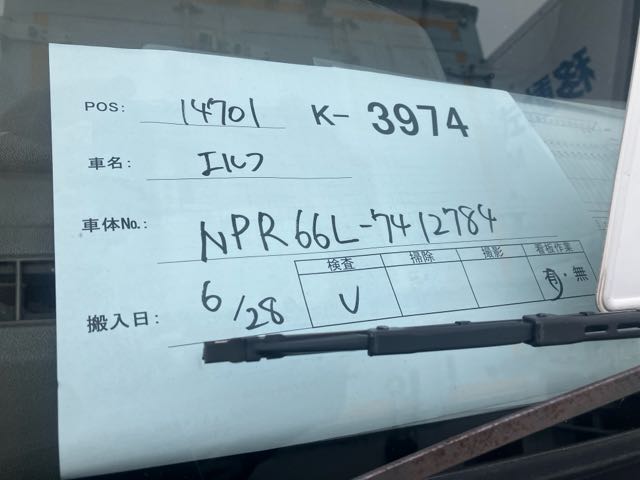 POS: 14701 K- 3974
車名: エルフ
車体No.: NPR66L-7412784
検査 掃除 撮影 看板作業
搬入日: 6/28 V 有・無